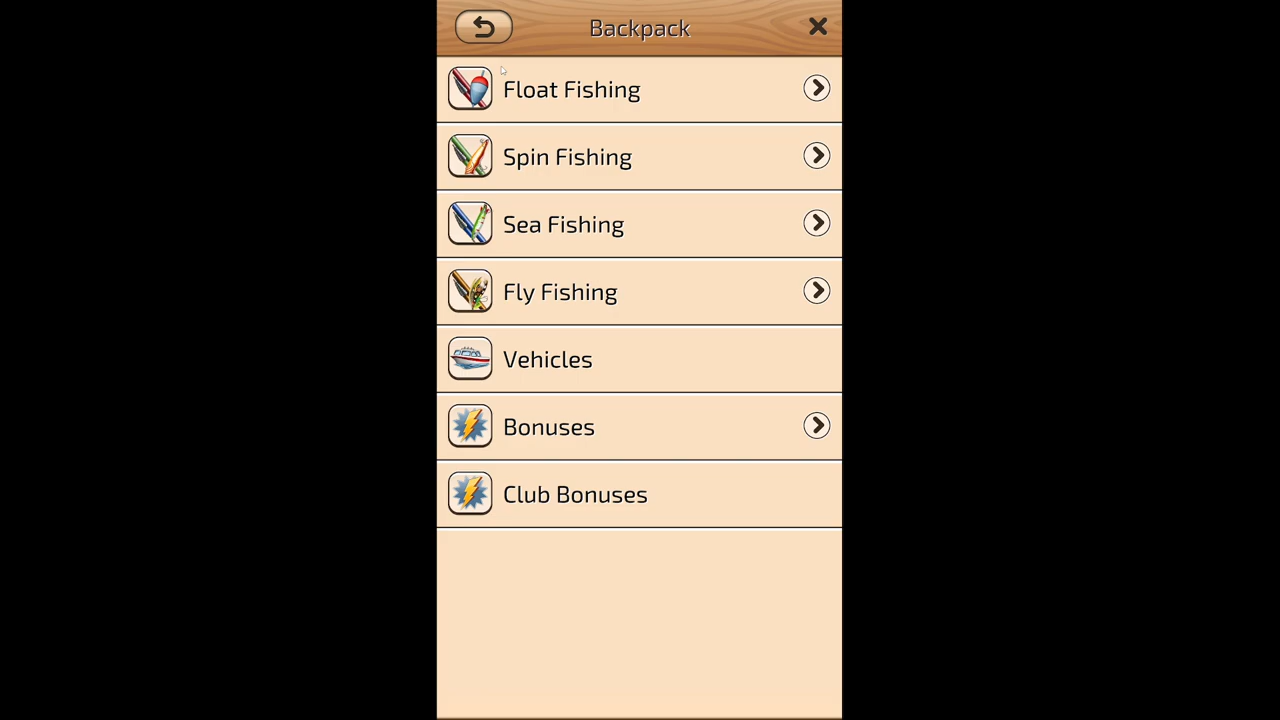 Backpack
Float Fishing
Spin Fishing
Sea Fishing
Fly Fishing
Vehicles
Bonuses
Club Bonuses